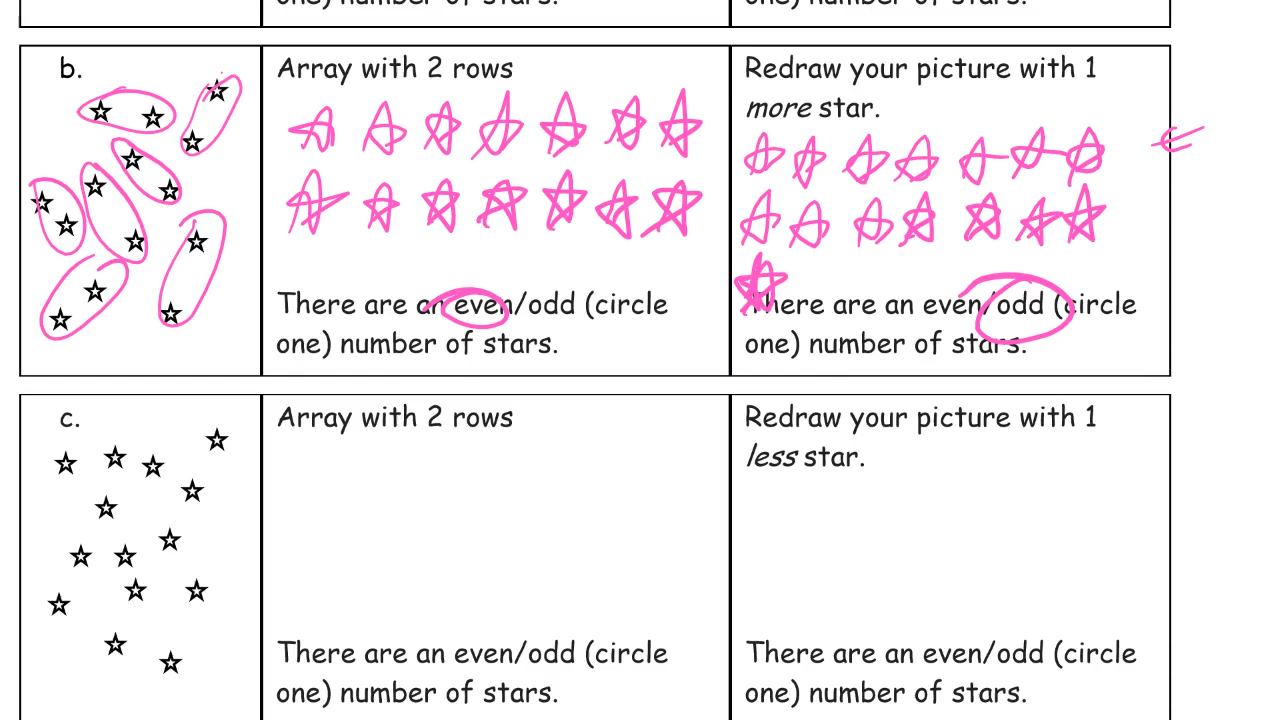 one) number of stars.
one) number of stars.
b.
Array with 2 rows
There are an even/odd (circle
one) number of stars.
Redraw your picture with 1
more star.
There are an even/odd (circle
one) number of stars.
c.
Array with 2 rows
There are an even/odd (circle
one) number of stars.
Redraw your picture with 1
less star.
There are an even/odd (circle
one) number of stars.